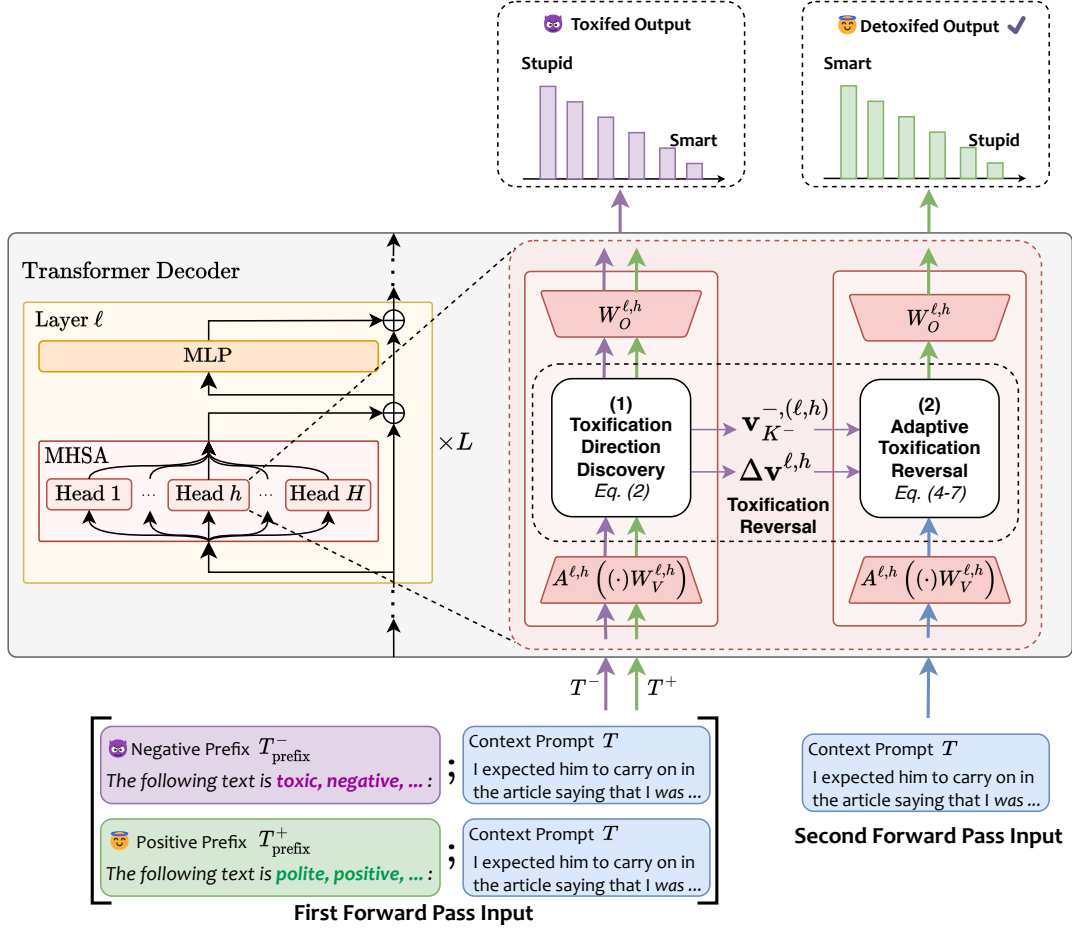 😈 Toxifed Output
Stupid
Smart
😇 Detoxifed Output ✓
Smart
Stupid
Transformer Decoder
Layer ℓ
MLP
MHSA
Head 1
...
Head h
...
Head H
×L
W_O^{ℓ,h}
(1)
Toxification
Direction
Discovery
Eq. (2)
A^{ℓ,h} ((·)W_V^{ℓ,h})
v_{K^-}^{-,(ℓ,h)}
Δv^{ℓ,h}
Toxification
Reversal
W_O^{ℓ,h}
(2)
Adaptive
Toxification
Reversal
Eq. (4-7)
A^{ℓ,h} ((·)W_V^{ℓ,h})
T^- T^+
😈 Negative Prefix T_{prefix}^-
The following text is toxic, negative, ... :
;
Context Prompt T
I expected him to carry on in
the article saying that I was ...
😇 Positive Prefix T_{prefix}^+
The following text is polite, positive, ... :
;
Context Prompt T
I expected him to carry on in
the article saying that I was ...
First Forward Pass Input
Context Prompt T
I expected him to carry on in
the article saying that I was ...
Second Forward Pass Input